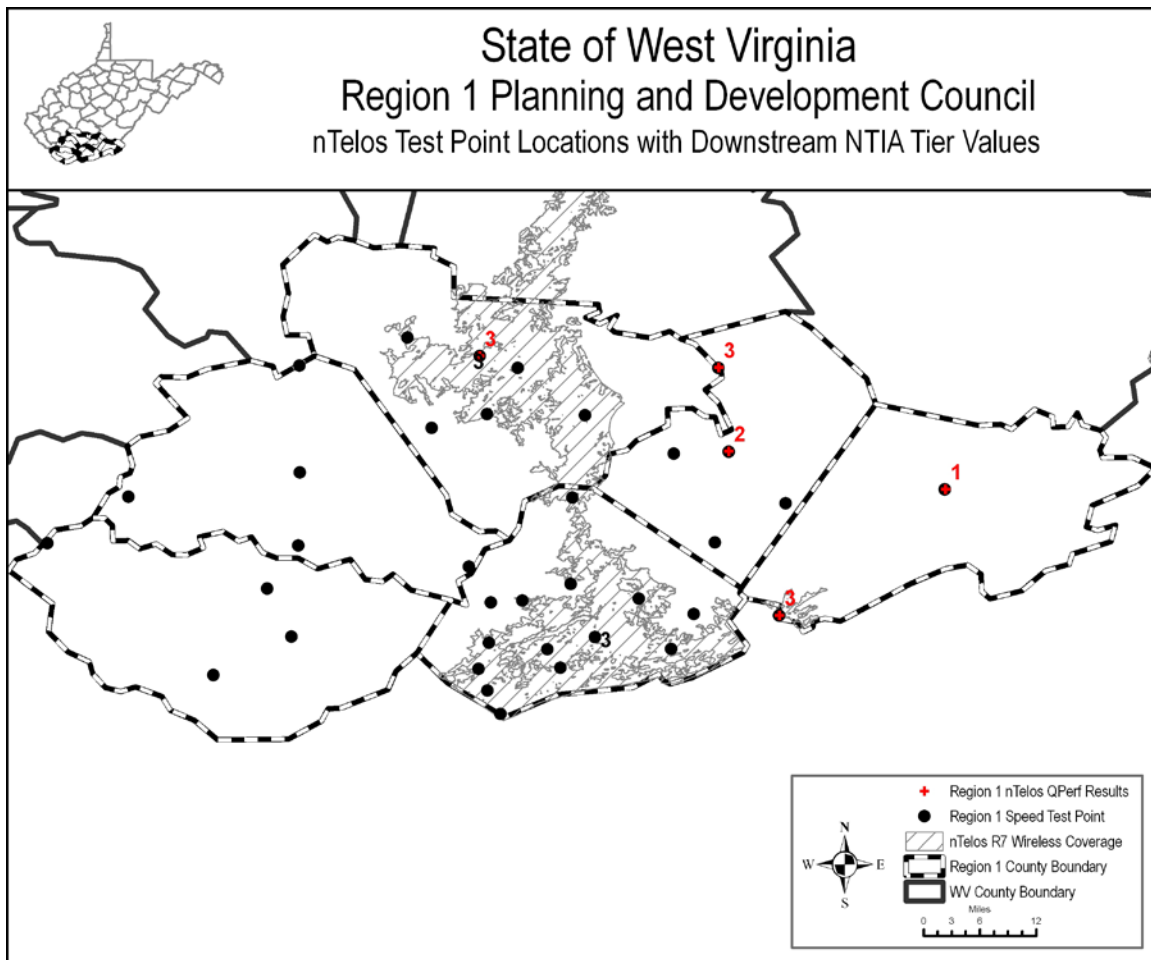 State of West Virginia
Region 1 Planning and Development Council
nTelos Test Point Locations with Downstream NTIA Tier Values
3
3
3
2
1
3
3
Region 1 nTelos QPerf Results
Region 1 Speed Test Point
nTelos R7 Wireless Coverage
Region 1 County Boundary
WV County Boundary
N
W E
S
Miles
0 3 6 12